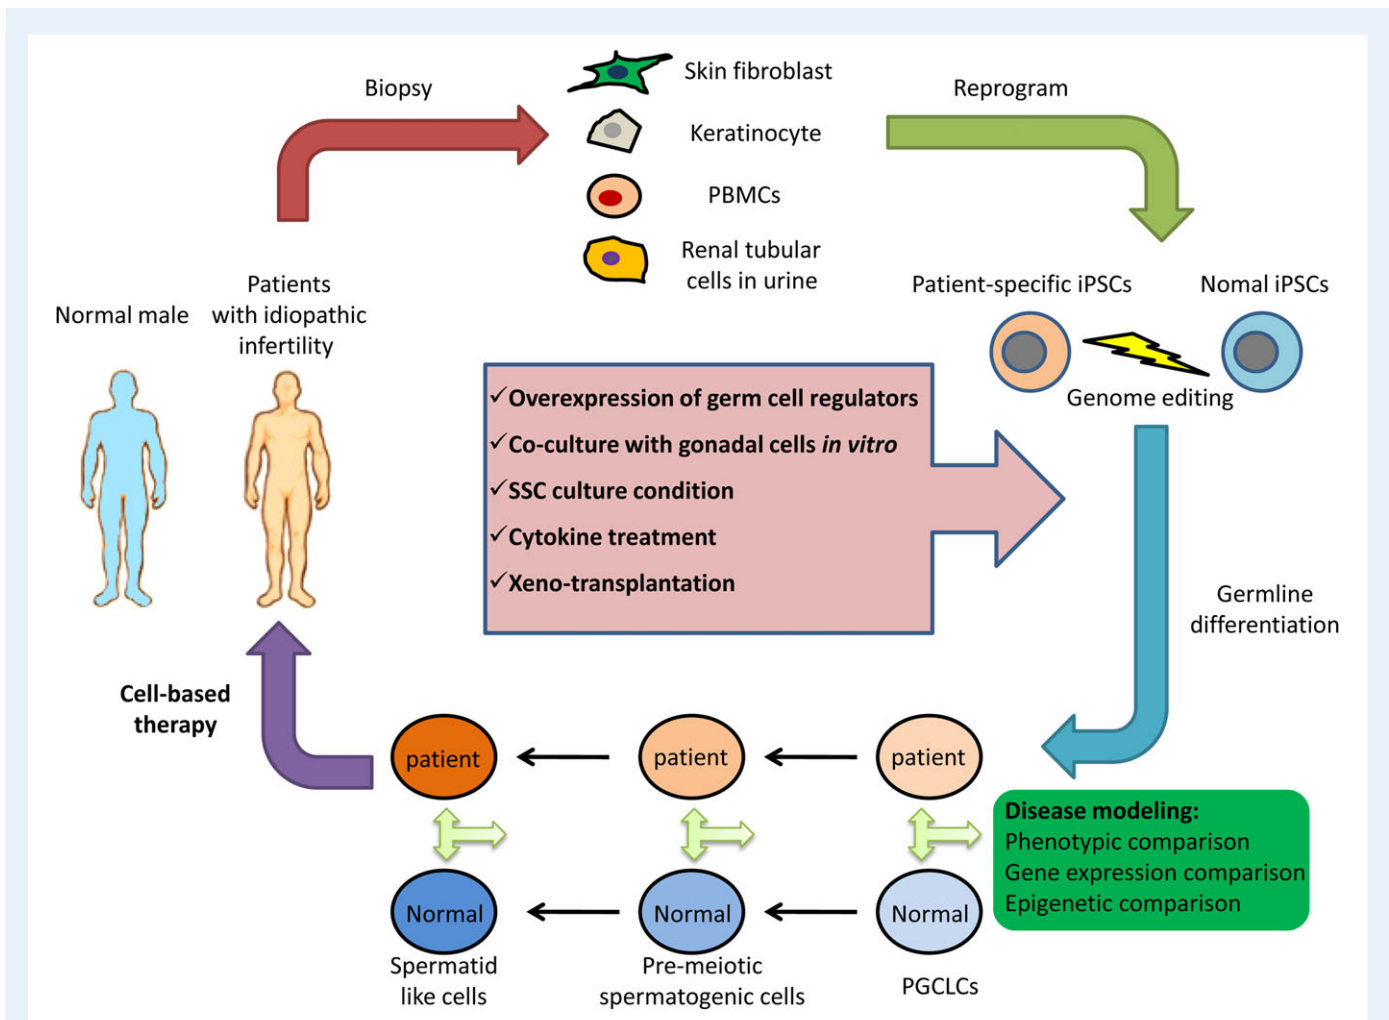 Biopsy
Skin fibroblast
Keratinocyte
PBMCs
Renal tubular
cells in urine
Reprogram
Normal male
Patients
with idiopathic
infertility
Patient-specific iPSCs
Nomal iPSCs
Genome editing
✓Overexpression of germ cell regulators
✓Co-culture with gonadal cells in vitro
✓SSC culture condition
✓Cytokine treatment
✓Xeno-transplantation
Germline
differentiation
Cell-based
therapy
patient
patient
patient
Disease modeling:
Phenotypic comparison
Gene expression comparison
Epigenetic comparison
Normal
Normal
Normal
Spermatid
like cells
Pre-meiotic
spermatogenic cells
PGCLCs